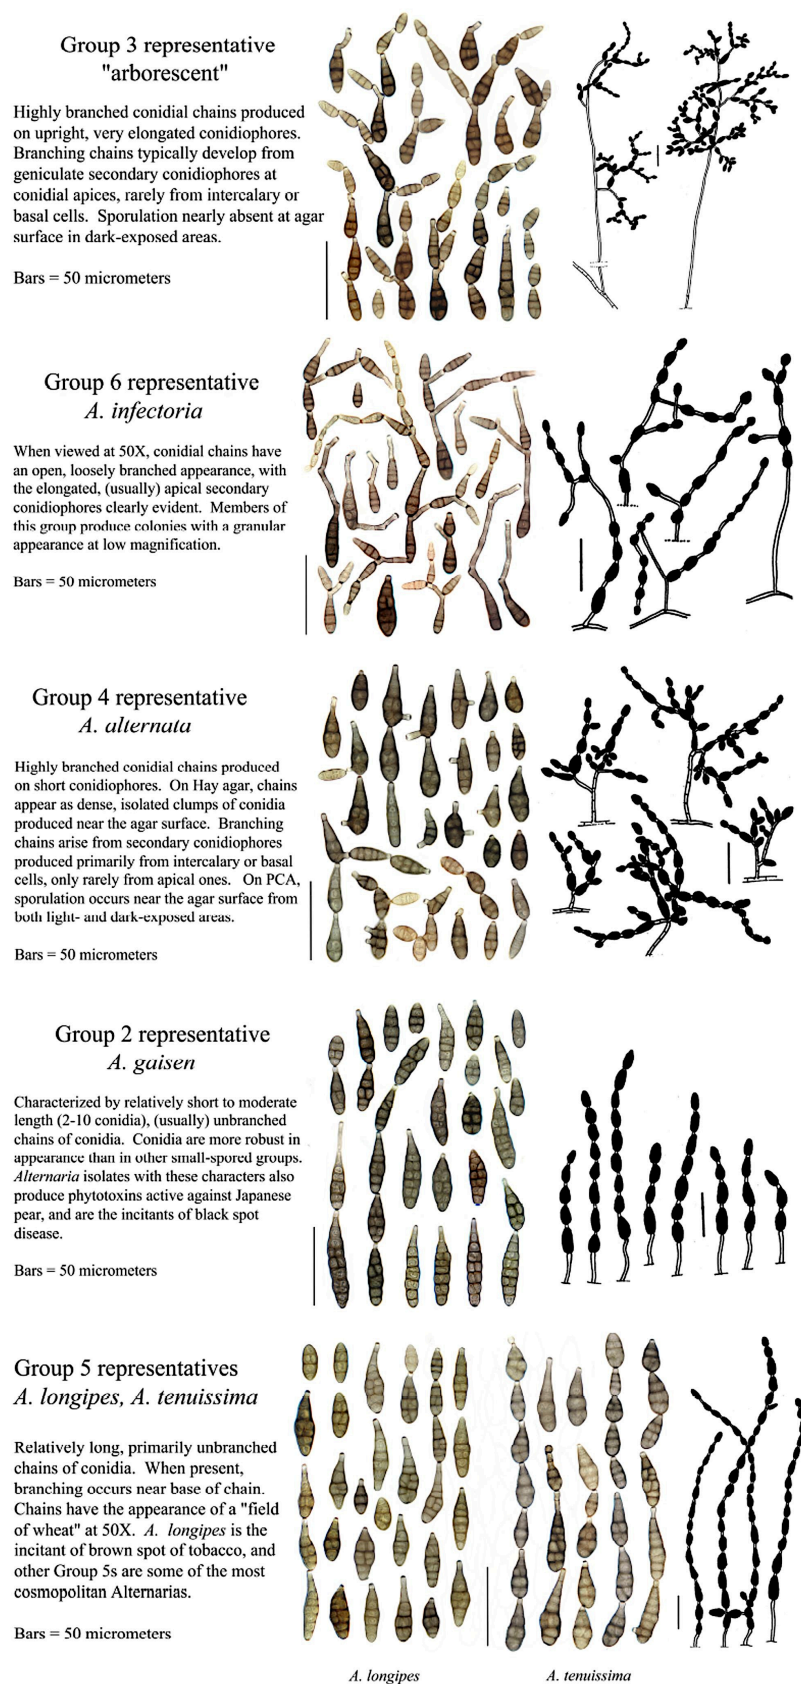 Group 3 representative
"arborescent"
Highly branched conidial chains produced
on upright, very elongated conidiophores.
Branching chains typically develop from
geniculate secondary conidiophores at
conidial apices, rarely from intercalary or
basal cells. Sporulation nearly absent at agar
surface in dark-exposed areas.
Bars = 50 micrometers
Group 6 representative
A. infectoria
When viewed at 50X, conidial chains have
an open, loosely branched appearance, with
the elongated, (usually) apical secondary
conidiophores clearly evident. Members of
this group produce colonies with a granular
appearance at low magnification.
Bars = 50 micrometers
Group 4 representative
A. alternata
Highly branched conidial chains produced
on short conidiophores. On Hay agar, chains
appear as dense, isolated clumps of conidia
produced near the agar surface. Branching
chains arise from secondary conidiophores
produced primarily from intercalary or basal
cells, only rarely from apical ones. On PCA,
sporulation occurs near the agar surface from
both light- and dark-exposed areas.
Bars = 50 micrometers
Group 2 representative
A. gaisen
Characterized by relatively short to moderate
length (2-10 conidia), (usually) unbranched
chains of conidia. Conidia are more robust in
appearance than in other small-spored groups.
Alternaria isolates with these characters also
produce phytotoxins active against Japanese
pear, and are the incitants of black spot
disease.
Bars = 50 micrometers
Group 5 representatives
A. longipes, A. tenuissima
Relatively long, primarily unbranched
chains of conidia. When present,
branching occurs near base of chain.
Chains have the appearance of a "field
of wheat" at 50X. A. longipes is the
incitant of brown spot of tobacco, and
other Group 5s are some of the most
cosmopolitan Alternarias.
Bars = 50 micrometers
A. longipes
A. tenuissima